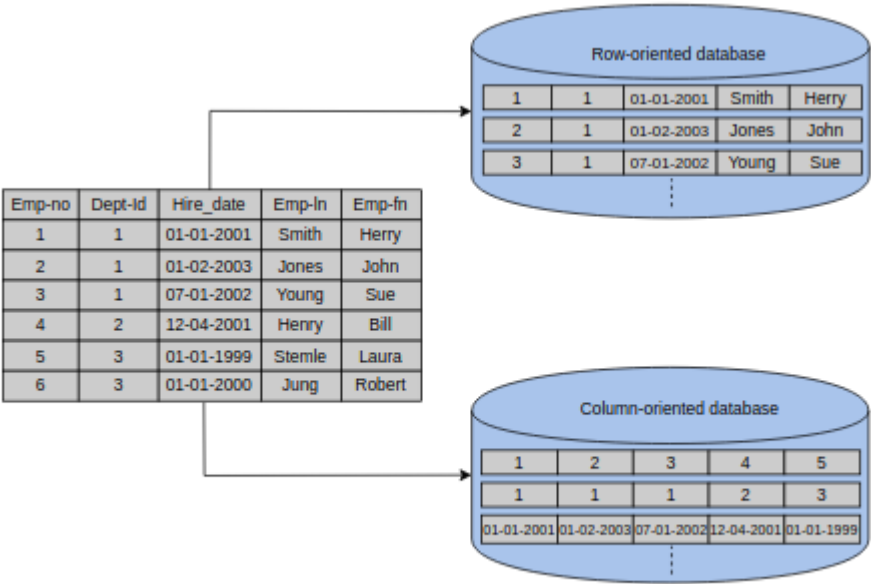 Row-oriented database
1 1 01-01-2001 Smith Herry
2 1 01-02-2003 Jones John
3 1 07-01-2002 Young Sue
Emp-no Dept-Id Hire_date Emp-ln Emp-fn
1 1 01-01-2001 Smith Herry
2 1 01-02-2003 Jones John
3 1 07-01-2002 Young Sue
4 2 12-04-2001 Henry Bill
5 3 01-01-1999 Stemle Laura
6 3 01-01-2000 Jung Robert
Column-oriented database
1 2 3 4 5
1 1 1 2 3
01-01-2001 01-02-2003 07-01-2002 12-04-2001 01-01-1999